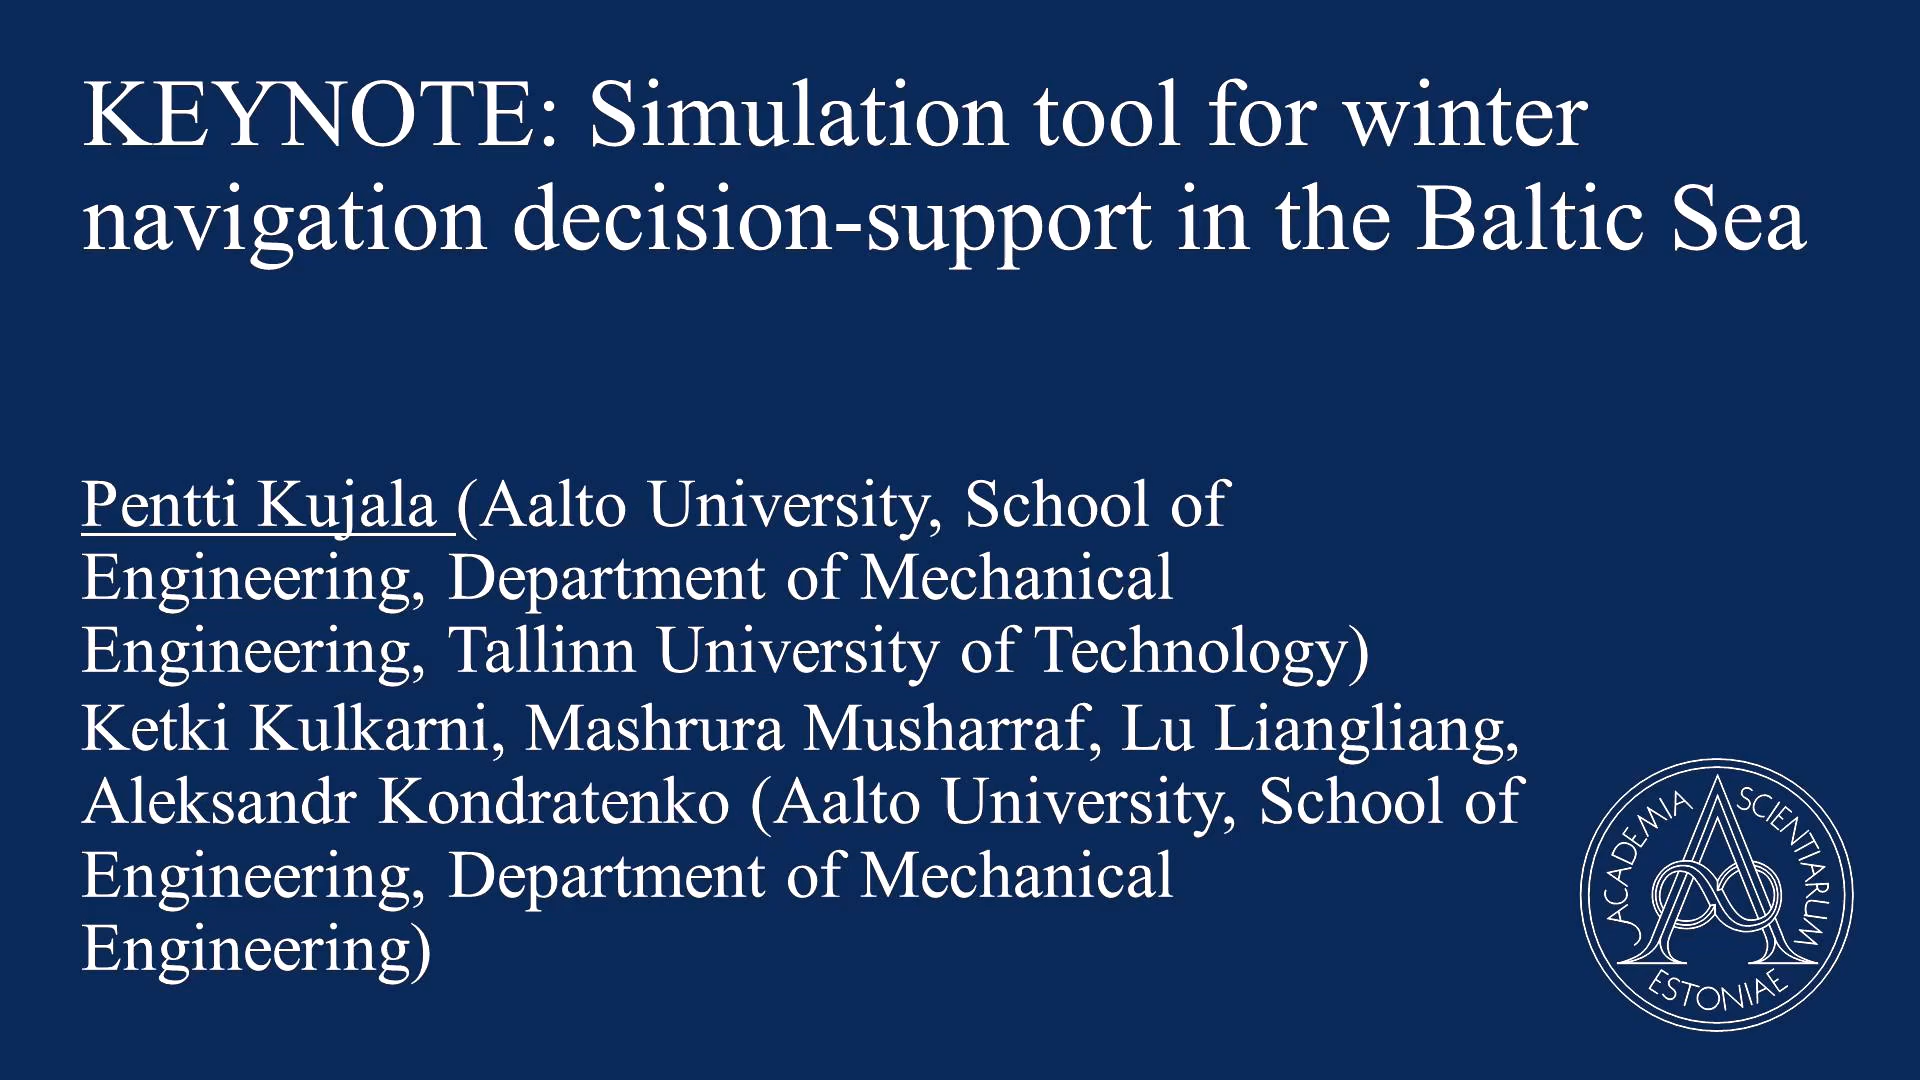 KEYNOTE: Simulation tool for winter
navigation decision-support in the Baltic Sea
Pentti Kujala (Aalto University, School of
Engineering, Department of Mechanical
Engineering, Tallinn University of Technology)
Ketki Kulkarni, Mashrura Musharraf, Lu Liangliang,
Aleksandr Kondratenko (Aalto University, School of
Engineering, Department of Mechanical
Engineering)
ACADEMIA SCIENTIARUM
ESTONIAE